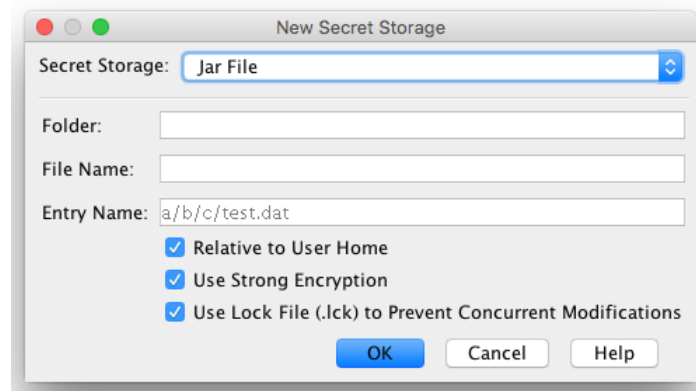 New Secret Storage
Secret Storage: Jar File
Folder:
File Name:
Entry Name: a/b/c/test.dat
Relative to User Home
Use Strong Encryption
Use Lock File (.lck) to Prevent Concurrent Modifications
OK Cancel Help